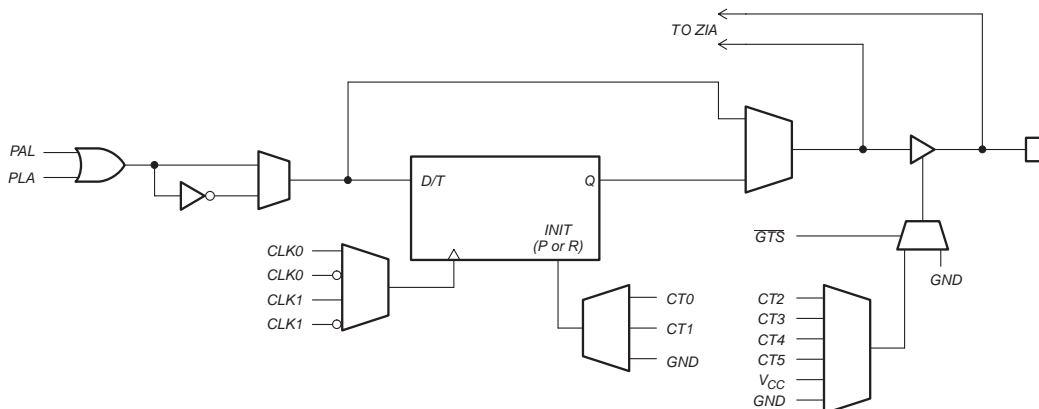 TO ZIA
PAL
PLA
D/T
Q
INIT
(P or R)
CLK0
CLK0
CLK1
CLK1
CT0
CT1
GND
GTS
GND
CT2
CT3
CT4
CT5
VCC
GND